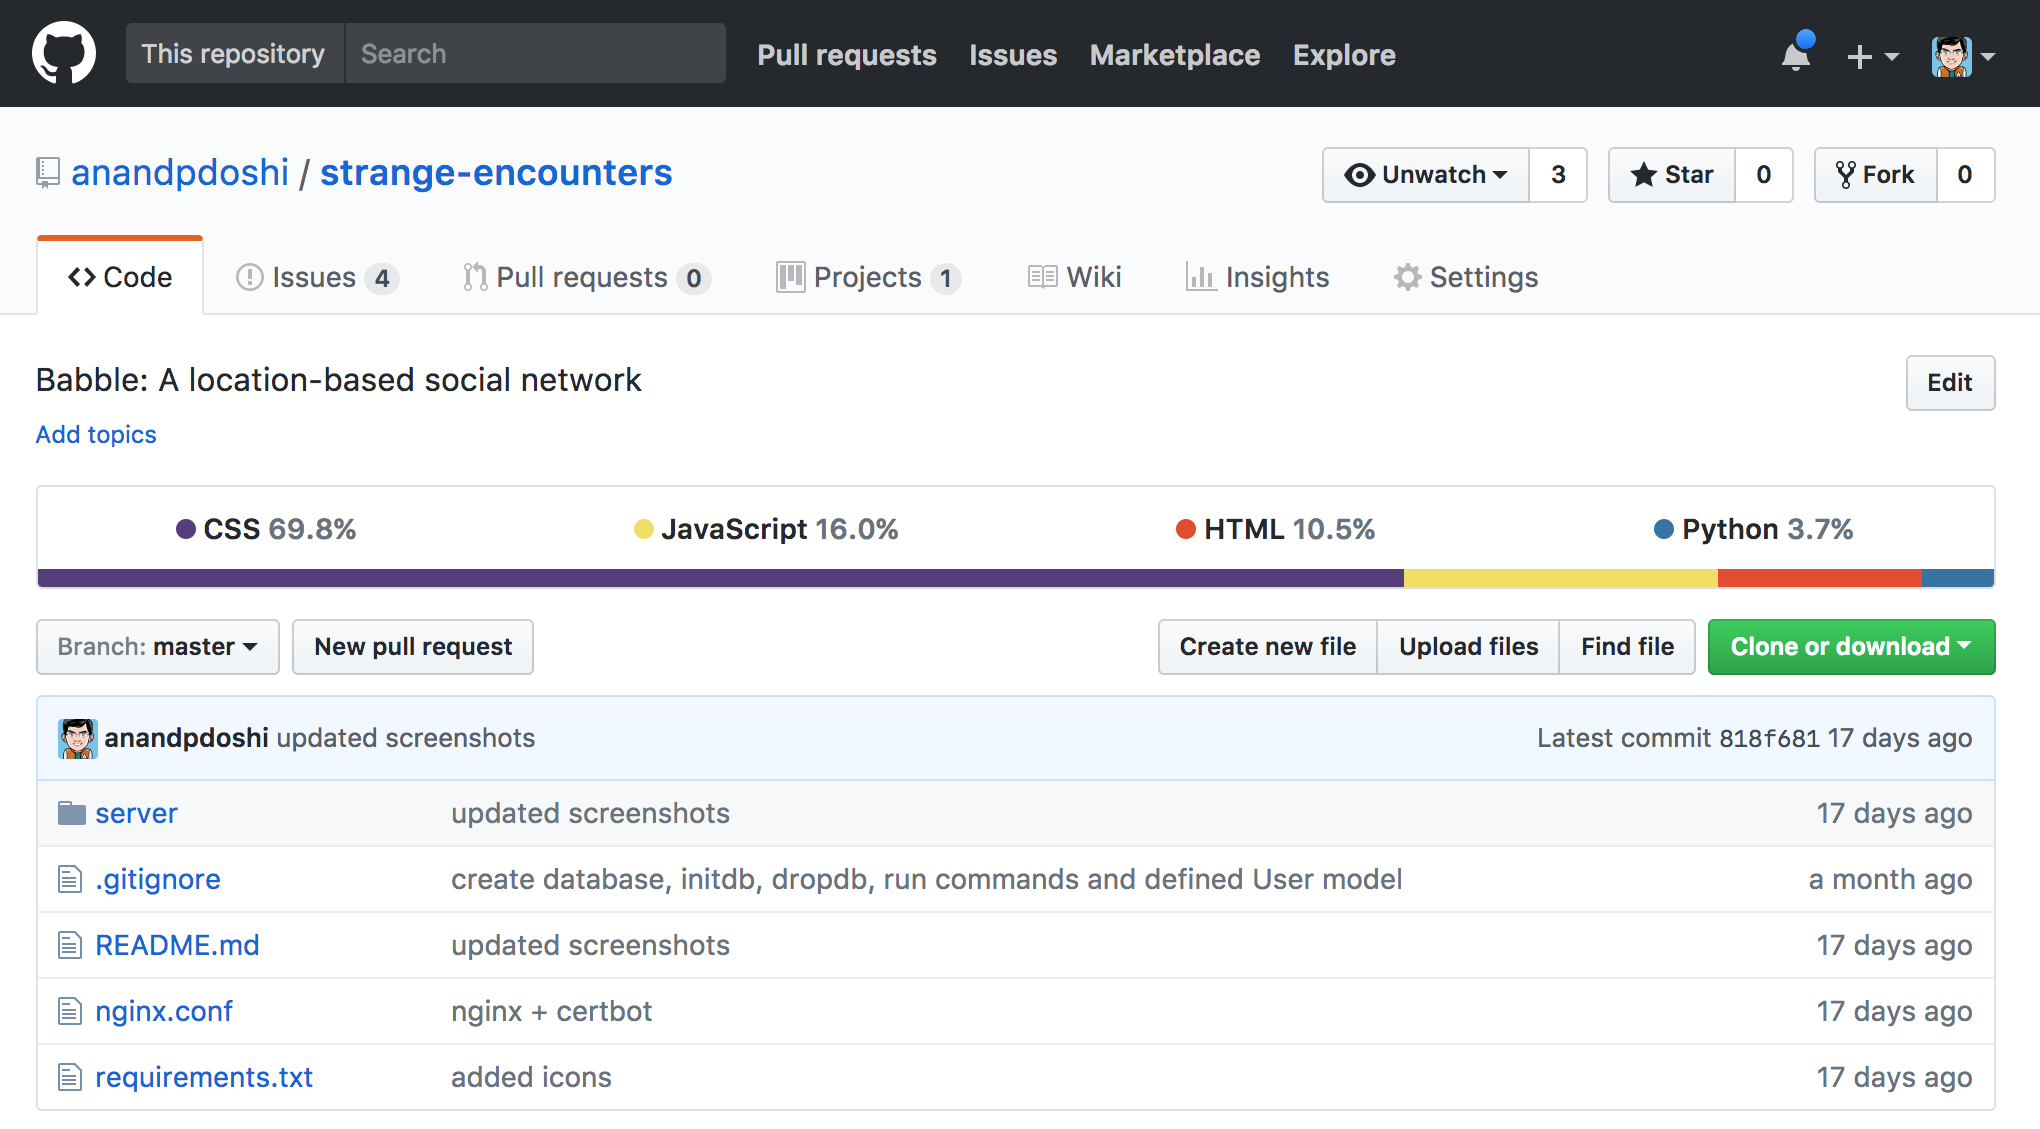 This repository Search Pull requests Issues Marketplace Explore
anandpdoshi / strange-encounters Unwatch 3 Star 0 Fork 0
Code Issues 4 Pull requests 0 Projects 1 Wiki Insights Settings
Babble: A location-based social network Edit
Add topics
CSS 69.8% JavaScript 16.0% HTML 10.5% Python 3.7%
Branch: master New pull request Create new file Upload files Find file Clone or download
anandpdoshi updated screenshots Latest commit 818f681 17 days ago
server updated screenshots 17 days ago
.gitignore create database, initdb, dropdb, run commands and defined User model a month ago
README.md updated screenshots 17 days ago
nginx.conf nginx + certbot 17 days ago
requirements.txt added icons 17 days ago